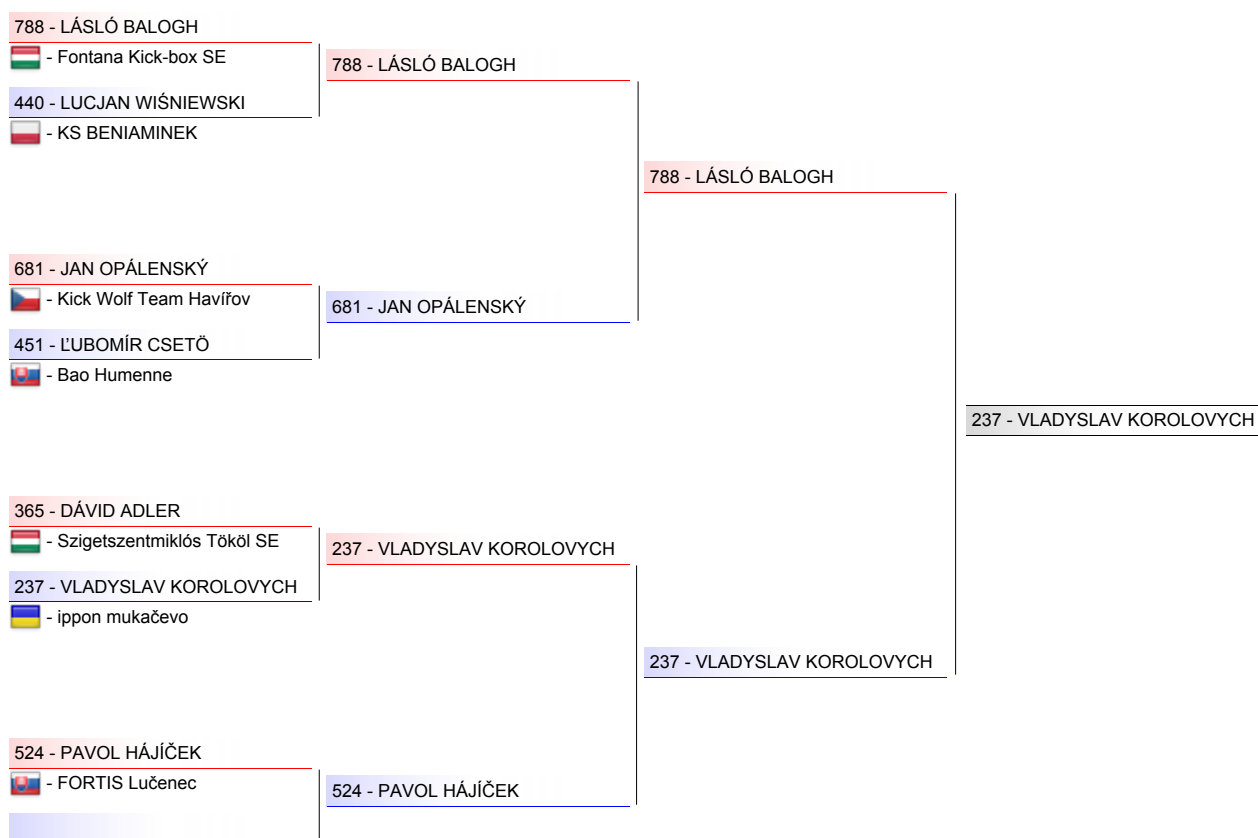 788 - LÁSLÓ BALOGH
- Fontana Kick-box SE
440 - LUCJAN WIŚNIEWSKI
- KS BENIAMINEK
681 - JAN OPÁLENSKÝ
- Kick Wolf Team Havířov
451 - ĽUBOMÍR CSETÖ
- Bao Humenne
365 - DÁVID ADLER
- Szigetszentmiklós Tököl SE
237 - VLADYSLAV KOROLOVYCH
- ippon mukačevo
524 - PAVOL HÁJÍČEK
- FORTIS Lučenec
788 - LÁSLÓ BALOGH
681 - JAN OPÁLENSKÝ
237 - VLADYSLAV KOROLOVYCH
524 - PAVOL HÁJÍČEK
788 - LÁSLÓ BALOGH
237 - VLADYSLAV KOROLOVYCH
237 - VLADYSLAV KOROLOVYCH